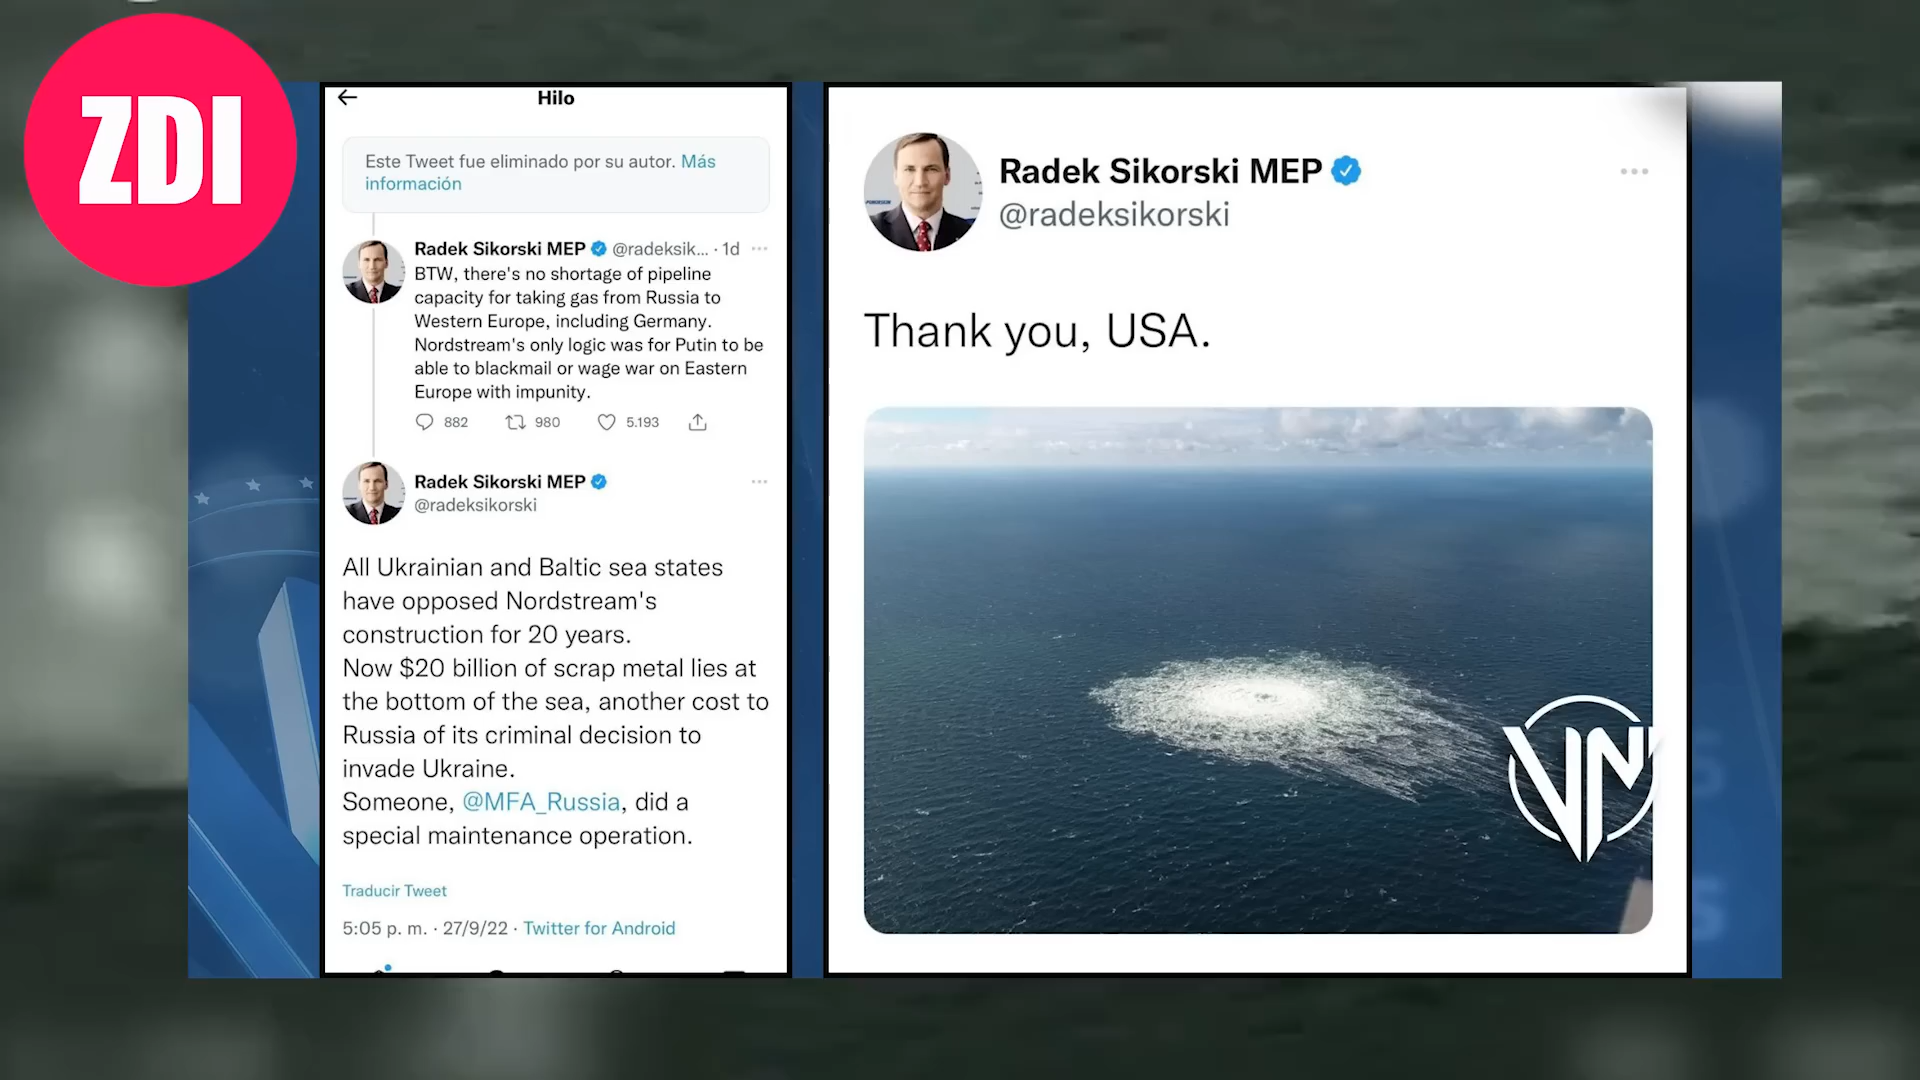 ZDI
Hilo
Este Tweet fue eliminado por su autor. Más
información
Radek Sikorski MEP @radeksik... · 1d
BTW, there's no shortage of pipeline
capacity for taking gas from Russia to
Western Europe, including Germany.
Nordstream's only logic was for Putin to be
able to blackmail or wage war on Eastern
Europe with impunity.
882 980 5.193
Radek Sikorski MEP
@radeksikorski
All Ukrainian and Baltic sea states
have opposed Nordstream's
construction for 20 years.
Now $20 billion of scrap metal lies at
the bottom of the sea, another cost to
Russia of its criminal decision to
invade Ukraine.
Someone, @MFA_Russia, did a
special maintenance operation.
Traducir Tweet
5:05 p. m. · 27/9/22 · Twitter for Android
Radek Sikorski MEP
@radeksikorski
Thank you, USA.
VN